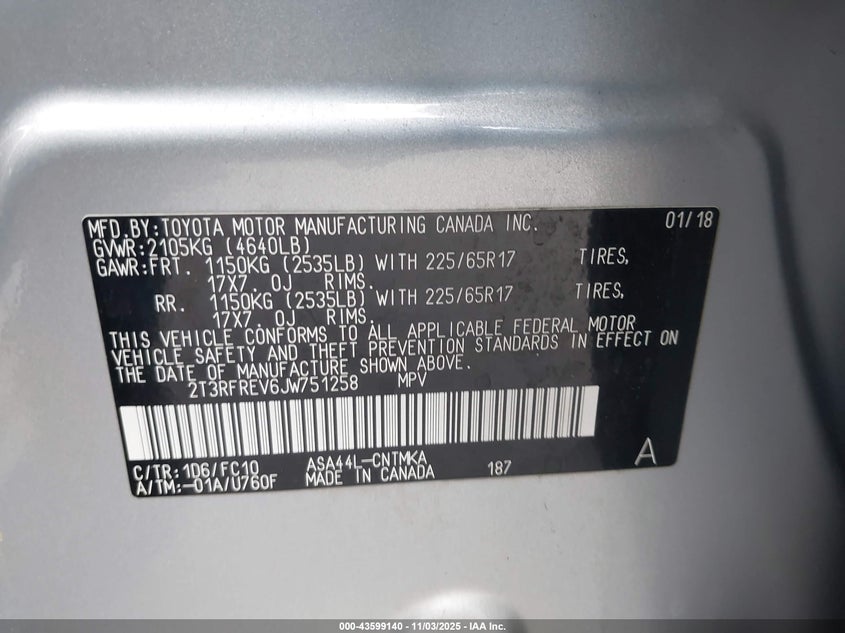 MFD.BY:TOYOTA MOTOR MANUFACTURING CANADA INC. 01/18
GVWR:2105KG (4640LB)
GAWR:FRT. 1150KG (2535LB) WITH 225/65R17 TIRES,
17X7. 0J RIMS.
RR. 1150KG (2535LB) WITH 225/65R17 TIRES,
17X7. 0J RIMS.
THIS VEHICLE CONFORMS TO ALL APPLICABLE FEDERAL MOTOR
VEHICLE SAFETY AND THEFT PREVENTION STANDARDS IN EFFECT ON
THE DATE OF MANUFACTURE SHOWN ABOVE.
2T3RFREV6JW751258 MPV
C/TR:1D6/FC10 ASA44L-CNTMKA 187 A
A/TM:-01A/U760F MADE IN CANADA
000-43599140 - 11/03/2025 - IAA Inc.